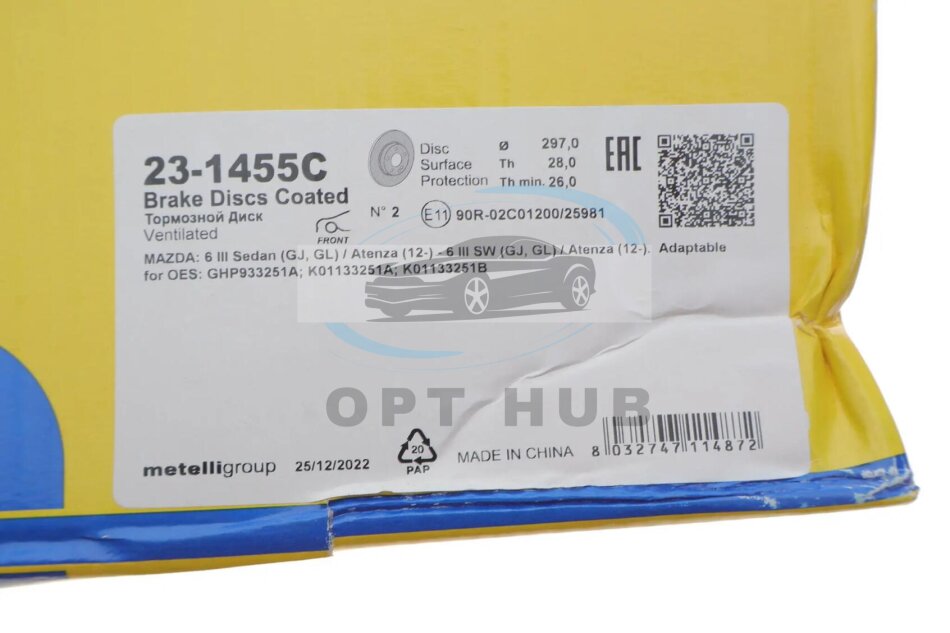 23-1455C
Brake Discs Coated
Тормозной Диск
Ventilated
FRONT
N° 2
Disc
Surface
Protection
Ø 297,0
Th 28,0
Th min. 26,0
E11 90R-02C01200/25981
EAC
MAZDA: 6 III Sedan (GJ, GL) / Atenza (12-) - 6 III SW (GJ, GL) / Atenza (12-). Adaptable
for OES: GHP933251A; K01133251A; K01133251B
OPT HUB
metelligroup
25/12/2022
20
PAP
MADE IN CHINA
8 032747 114872